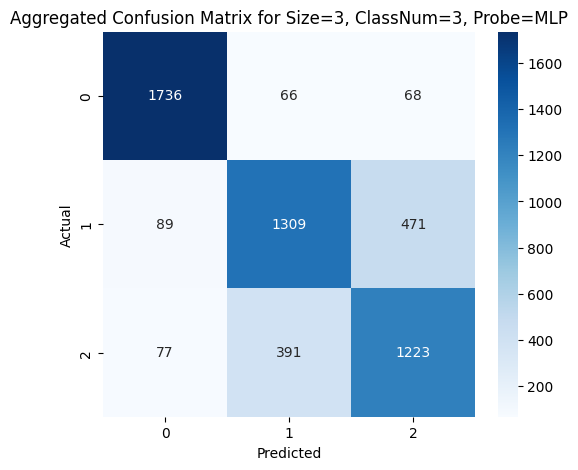 Aggregated Confusion Matrix for Size=3, ClassNum=3, Probe=MLP
0 1736 66 68
1 89 1309 471
2 77 391 1223
0 1 2
Actual
Predicted
1600
1400
1200
1000
800
600
400
200